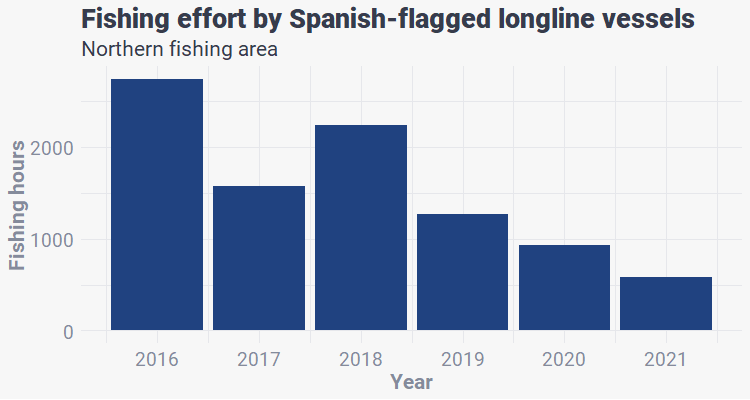 Fishing effort by Spanish-flagged longline vessels
Northern fishing area
Fishing hours
2000
1000
0
2016 2017 2018 2019 2020 2021
Year